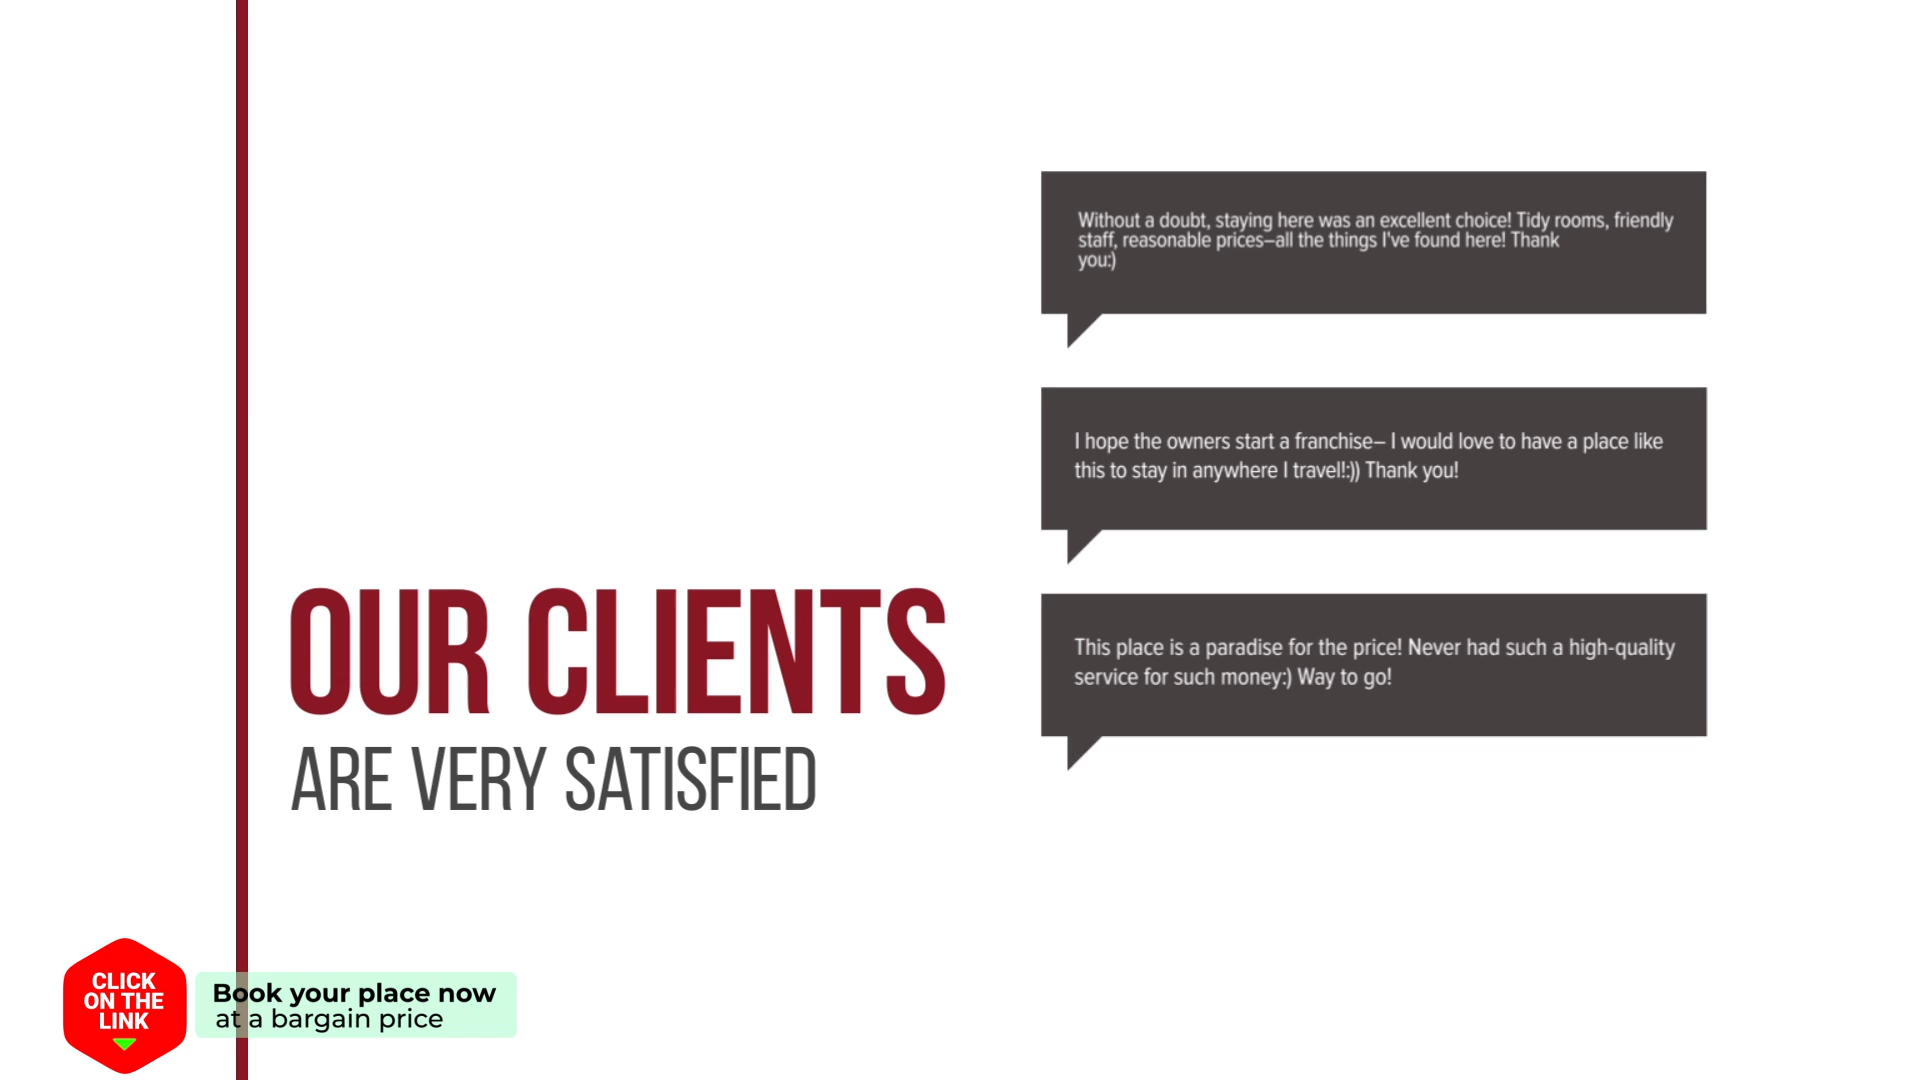 Without a doubt, staying here was an excellent choice! Tidy rooms, friendly
staff, reasonable prices–all the things I've found here! Thank
you:)
I hope the owners start a franchise– I would love to have a place like
this to stay in anywhere I travel!:)) Thank you!
This place is a paradise for the price! Never had such a high-quality
service for such money:) Way to go!
OUR CLIENTS
ARE VERY SATISFIED
CLICK
ON THE
LINK
Book your place now
at a bargain price